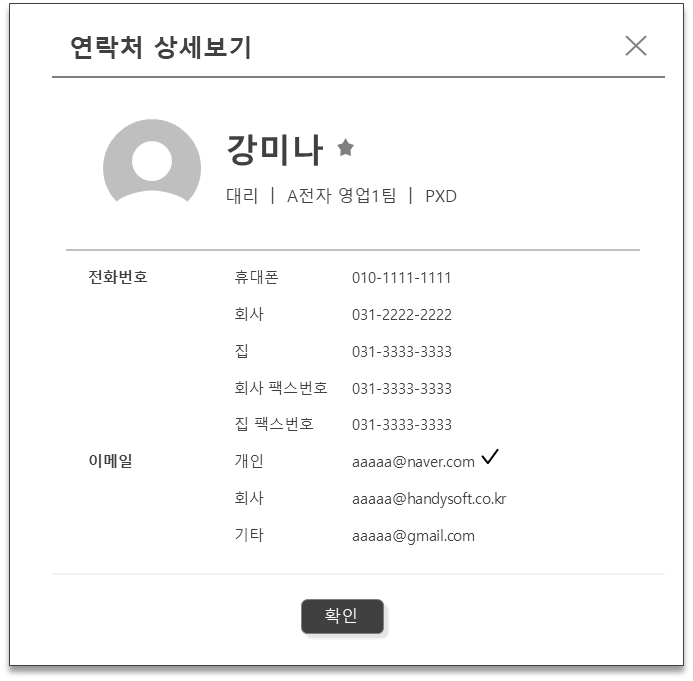 연락처 상세보기
강미나
대리 | A전자 영업1팀 | PXD
전화번호 휴대폰 010-1111-1111
회사 031-2222-2222
집 031-3333-3333
회사 팩스번호 031-3333-3333
집 팩스번호 031-3333-3333
이메일 개인 aaaaa@naver.com
회사 aaaaa@handysoft.co.kr
기타 aaaaa@gmail.com
확인